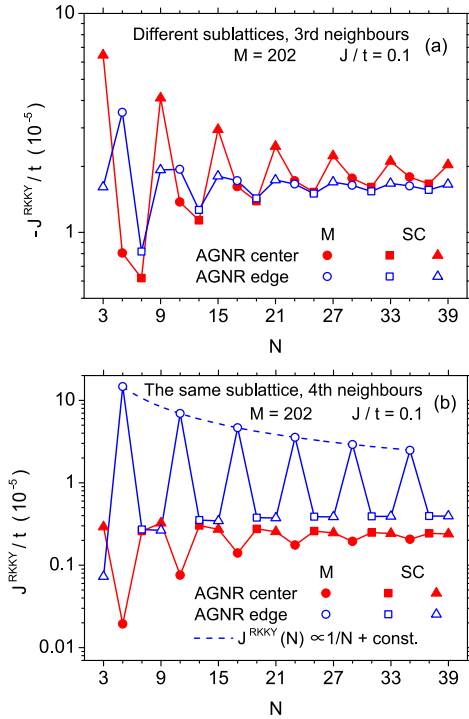 10
Different sublattices, 3rd neighbours
(a)
M = 202 J / t = 0.1
-J^RKKY / t (10^-5)
1
M SC
AGNR center
AGNR edge
3 9 15 21 27 33 39
N
The same sublattice, 4th neighbours
(b)
M = 202 J / t = 0.1
10
J^RKKY / t (10^-5)
1
0.1
M SC
AGNR center
AGNR edge
J^RKKY (N) ∝ 1/N + const.
0.01
3 9 15 21 27 33 39
N